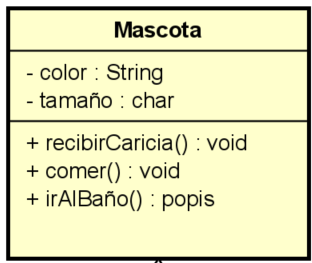 Mascota
- color : String
- tamaño : char
+ recibirCaricia() : void
+ comer() : void
+ irAlBaño() : popis